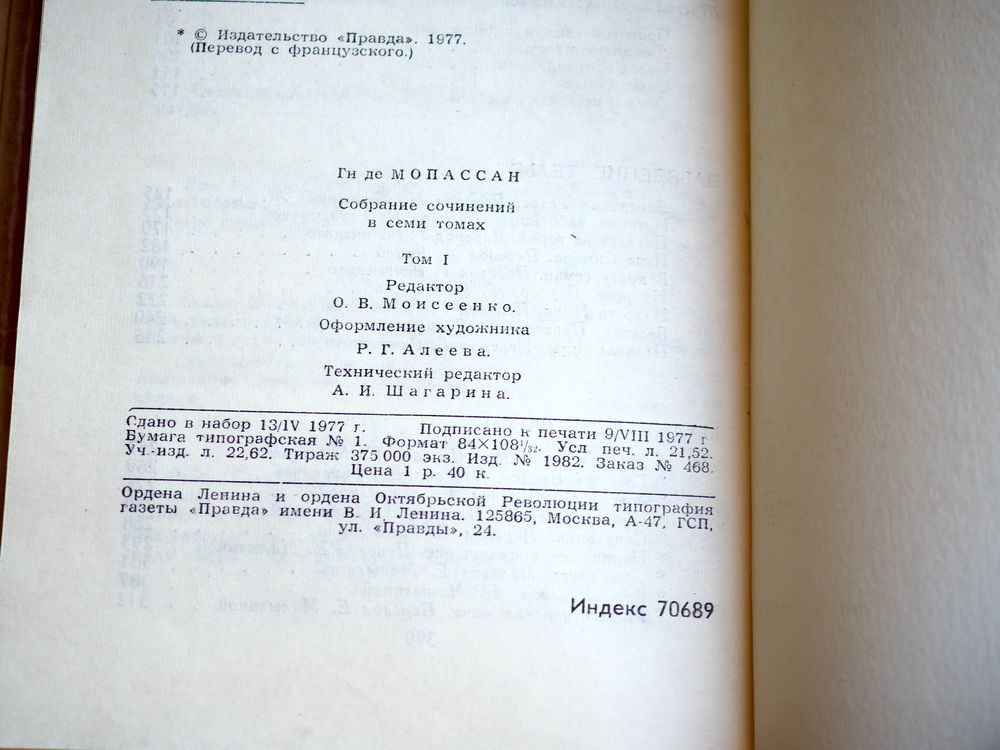 * © Издательство «Правда». 1977.
(Перевод с французского.)
Ги де МОПАССАН
Собрание сочинений
в семи томах
Том I
Редактор
О. В. Моисеенко.
Оформление художника
Р. Г. Алеева.
Технический редактор
А. И. Шагарина.
Сдано в набор 13/IV 1977 г. Подписано к печати 9/VIII 1977 г
Бумага типографская № 1. Формат 84×108¹/₃₂. Усл печ. л. 21,52.
Уч.-изд. л. 22,62. Тираж 375 000 экз. Изд. № 1982. Заказ № 468.
Цена 1 р. 40 к.
Ордена Ленина и ордена Октябрьской Революции типография
газеты «Правда» имени В. И Ленина. 125865, Москва, А-47, ГСП,
ул. «Правды», 24.
Индекс 70689